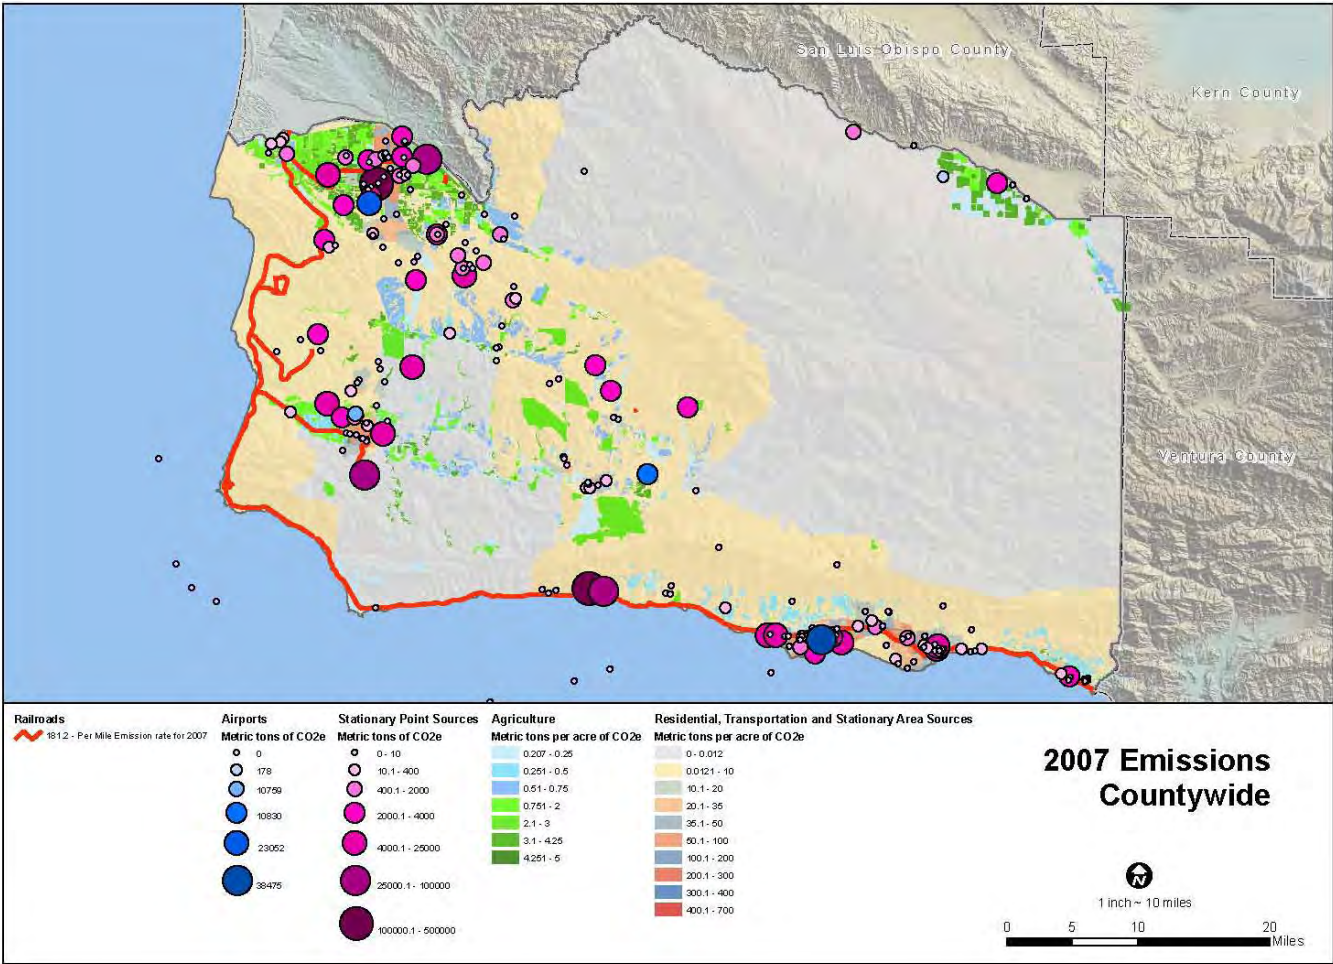 San Luis Obispo County
Kern County
Ventura County
Railroads
181.2 - Per Mile Emission rate for 2007
Airports
Metric tons of CO2e
0
178
10759
10830
23052
38475
Stationary Point Sources
Metric tons of CO2e
0 - 10
10.1 - 400
400.1 - 2000
2000.1 - 4000
4000.1 - 25000
25000.1 - 100000
100000.1 - 500000
Agriculture
Metric tons per acre of CO2e
0.207 - 0.25
0.251 - 0.5
0.51 - 0.75
0.751 - 2
2.1 - 3
3.1 - 4.25
4.251 - 5
Residential, Transportation and Stationary Area Sources
Metric tons per acre of CO2e
0 - 0.012
0.0121 - 10
10.1 - 20
20.1 - 35
35.1 - 50
50.1 - 100
100.1 - 200
200.1 - 300
300.1 - 400
400.1 - 700
2007 Emissions
Countywide
N
1 inch ~ 10 miles
0 5 10 20
Miles